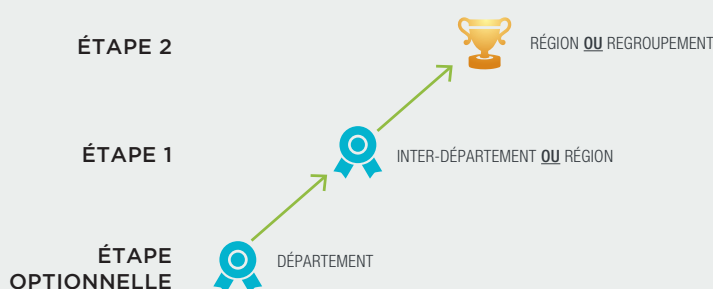 ÉTAPE 2
RÉGION OU REGROUPEMENT
ÉTAPE 1
INTER-DÉPARTEMENT OU RÉGION
ÉTAPE
OPTIONNELLE
DÉPARTEMENT